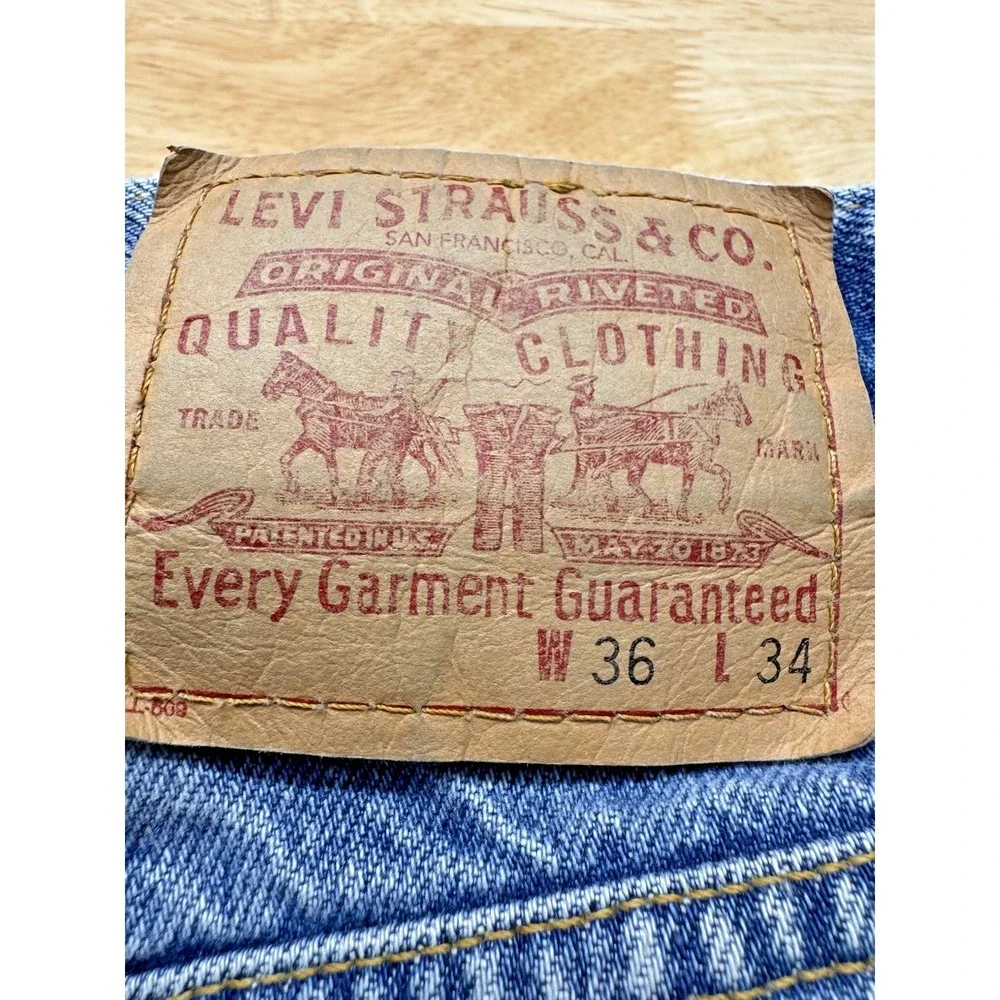 LEVI STRAUSS & CO.
SAN FRANCISCO, CAL.
ORIGINAL RIVETED
QUALITY CLOTHING
TRADE MARK
PATENTED IN U.S. MAY 20 1873
Every Garment Guaranteed
W 36 L 34